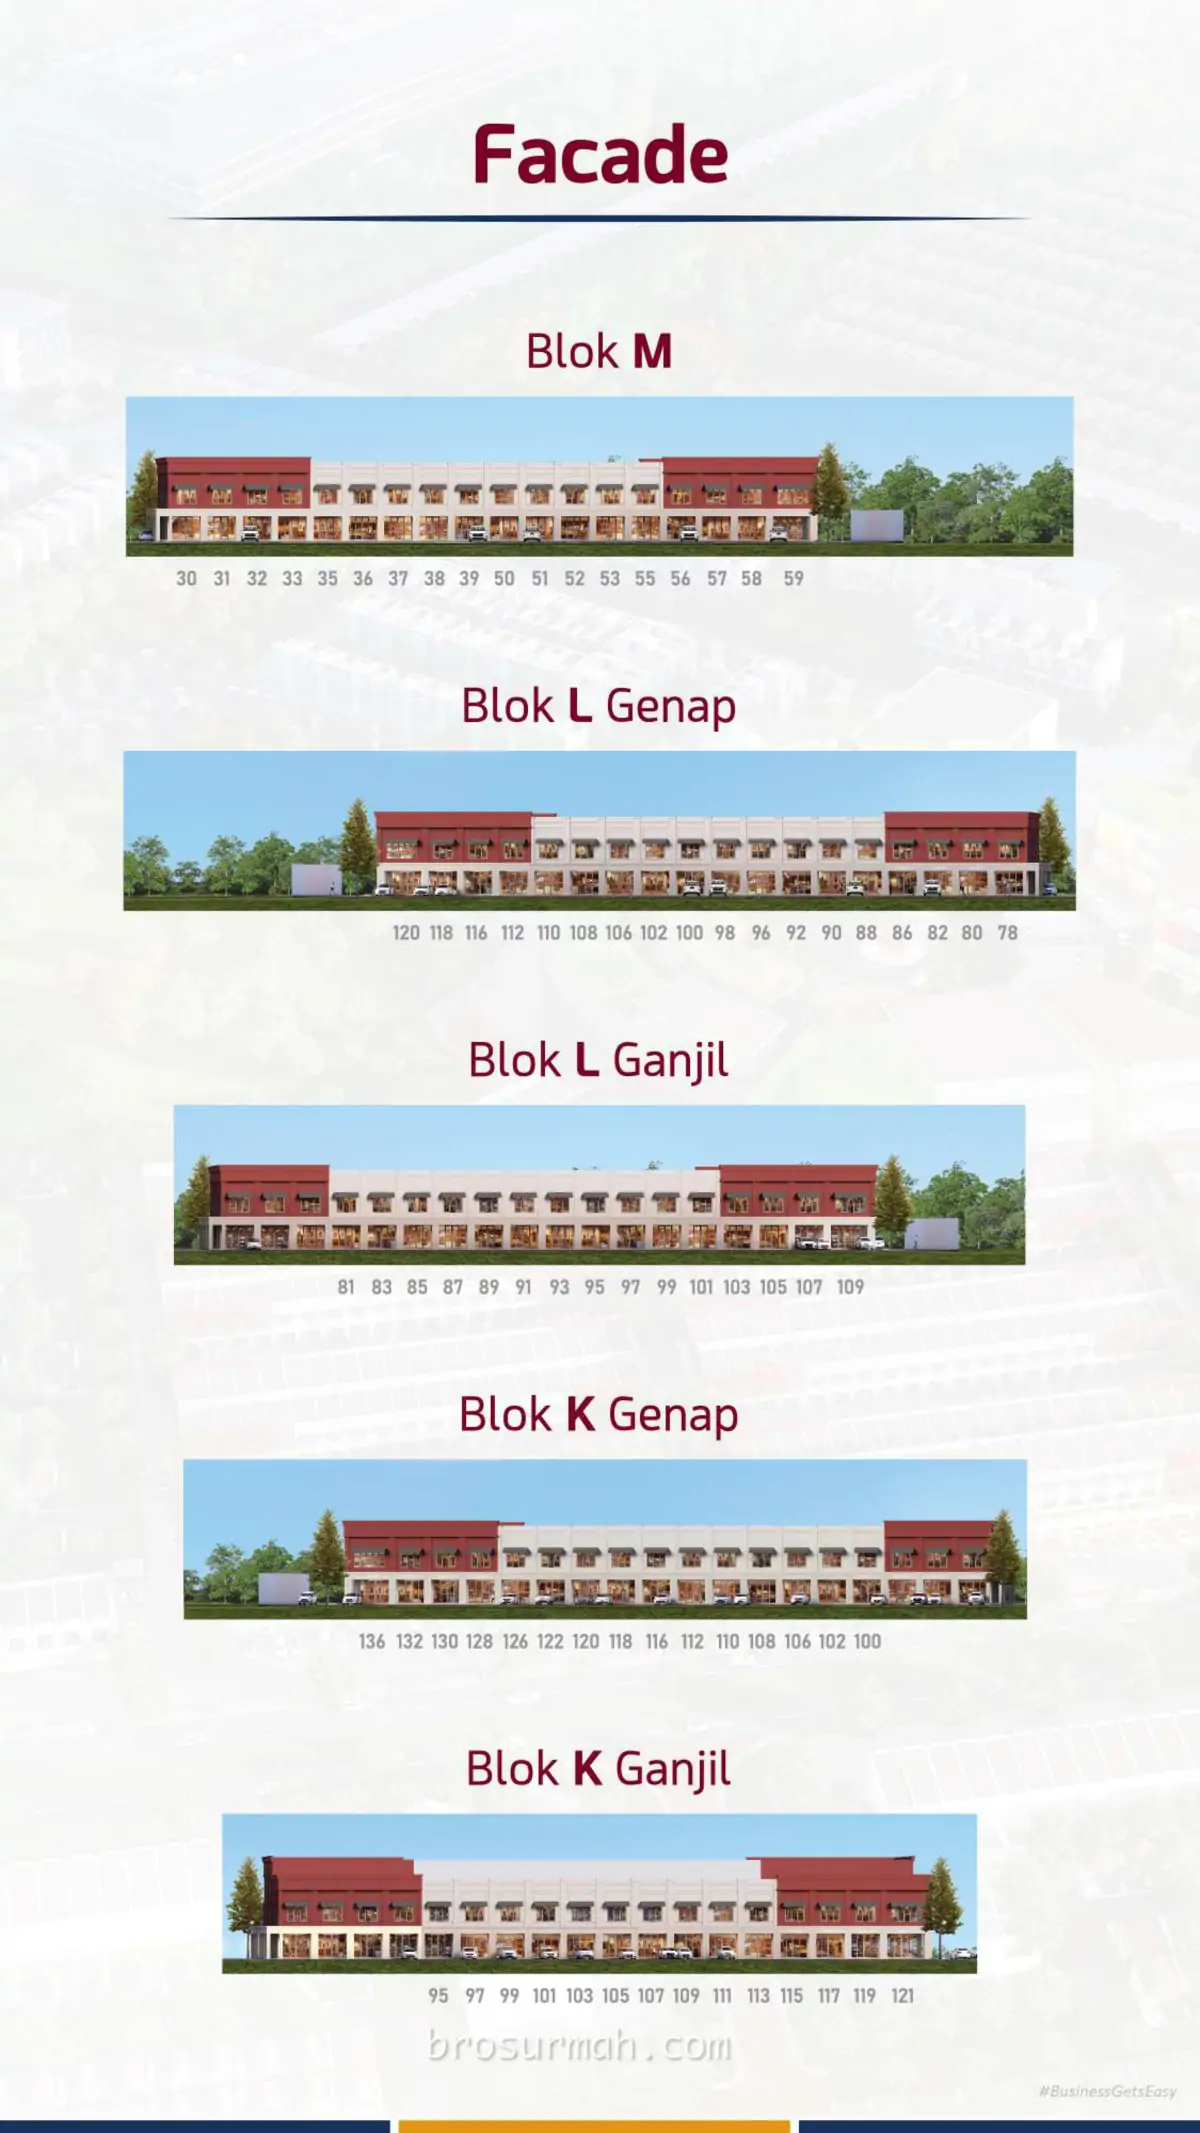 Facade
Blok M
30 31 32 33 35 36 37 38 39 50 51 52 53 55 56 57 58 59
Blok L Genap
120 118 116 112 110 108 106 102 100 98 96 92 90 88 86 82 80 78
Blok L Ganjil
81 83 85 87 89 91 93 95 97 99 101 103 105 107 109
Blok K Genap
136 132 130 128 126 122 120 118 116 112 110 108 106 102 100
Blok K Ganjil
95 97 99 101 103 105 107 109 111 113 115 117 119 121
brosurmah.com
#BusinessGetsEasy